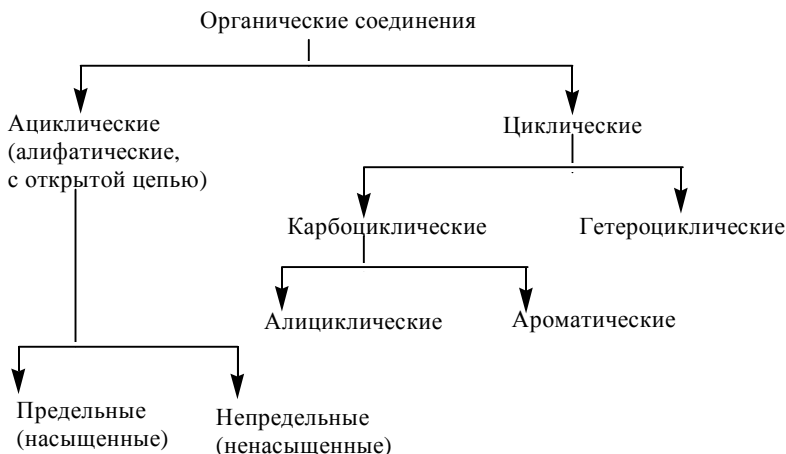 Органические соединения
Ациклические
(алифатические,
с открытой цепью)
Циклические
Карбоциклические
Гетероциклические
Алициклические
Ароматические
Предельные
(насыщенные)
Непредельные
(ненасыщенные)